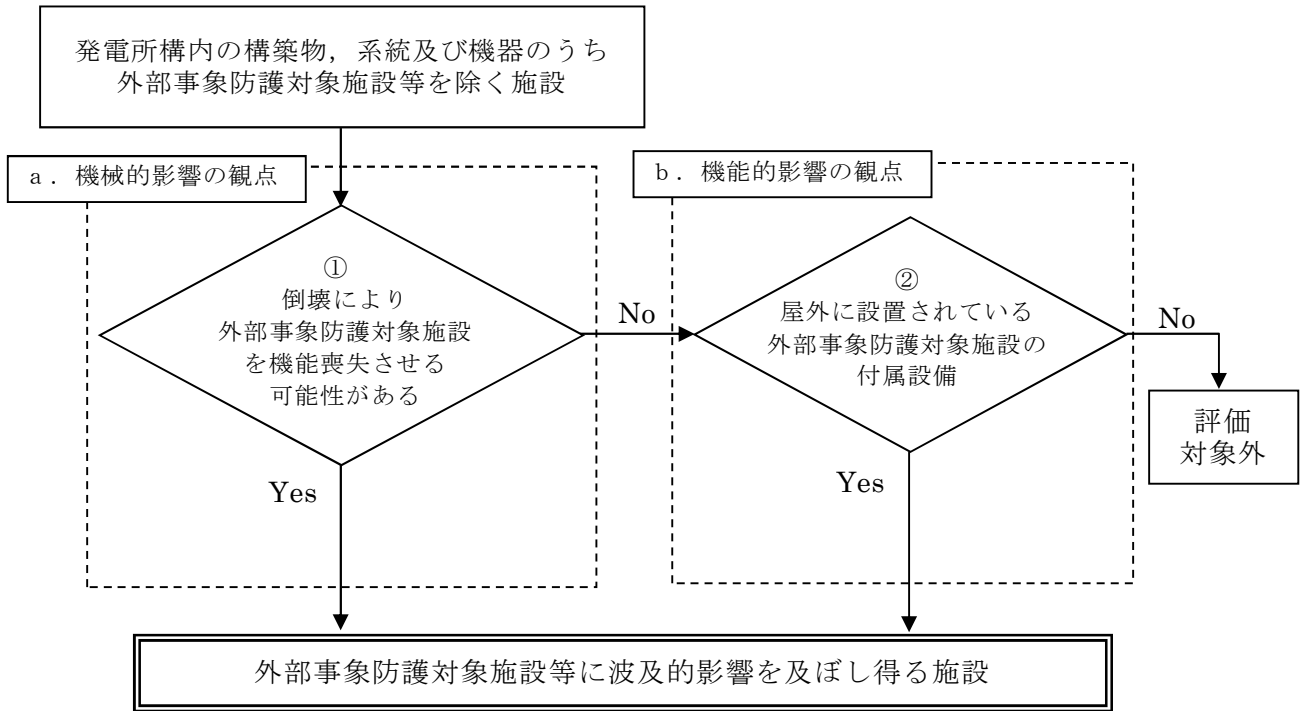 発電所構内の構築物，系統及び機器のうち
外部事象防護対象施設等を除く施設
ａ．機械的影響の観点
①
倒壊により
外部事象防護対象施設
を機能喪失させる
可能性がある
No
Yes
ｂ．機能的影響の観点
②
屋外に設置されている
外部事象防護対象施設の
付属設備
No
Yes
評価
対象外
外部事象防護対象施設等に波及的影響を及ぼし得る施設